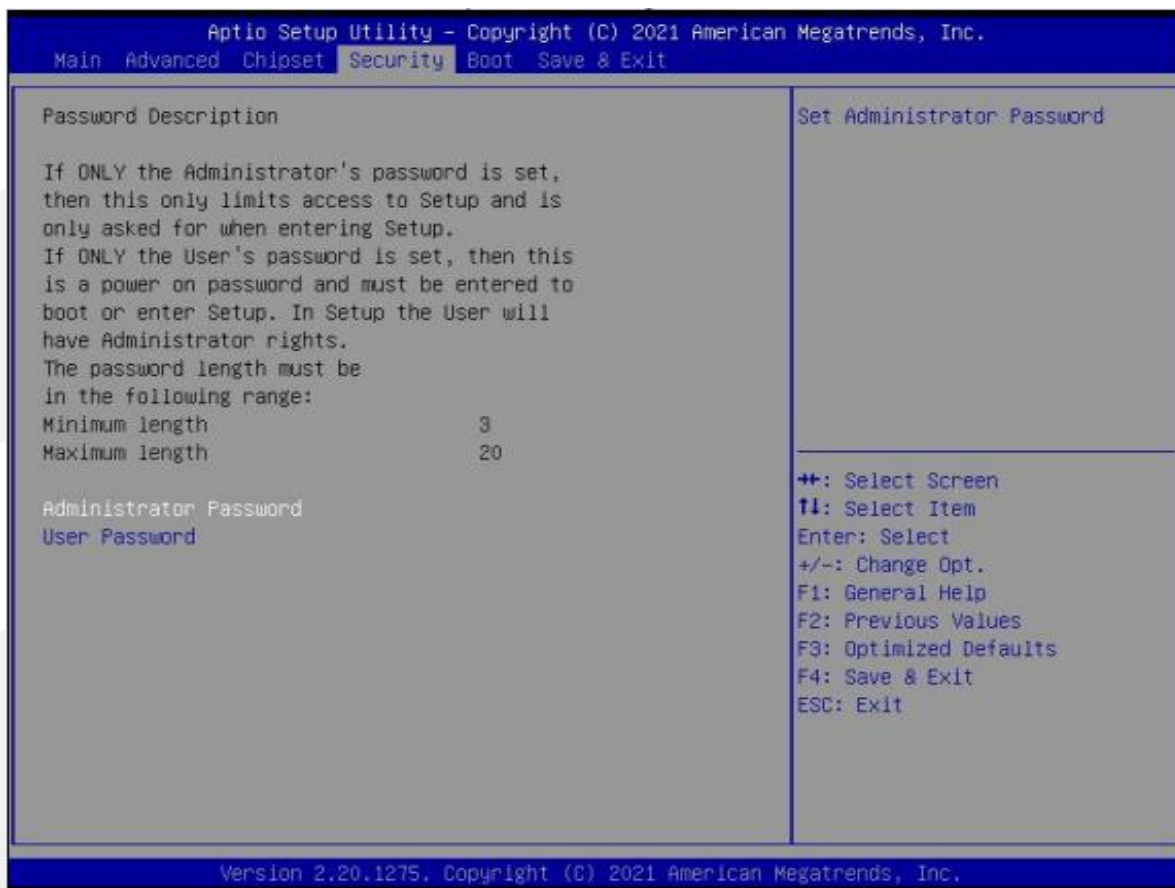 Aptio Setup Utility – Copyright (C) 2021 American Megatrends, Inc.
Main Advanced Chipset Security Boot Save & Exit
Password Description
If ONLY the Administrator's password is set,
then this only limits access to Setup and is
only asked for when entering Setup.
If ONLY the User's password is set, then this
is a power on password and must be entered to
boot or enter Setup. In Setup the User will
have Administrator rights.
The password length must be
in the following range:
Minimum length 3
Maximum length 20
Administrator Password
User Password
Set Administrator Password
→←: Select Screen
↑↓: Select Item
Enter: Select
+/-: Change Opt.
F1: General Help
F2: Previous Values
F3: Optimized Defaults
F4: Save & Exit
ESC: Exit
Version 2.20.1275. Copyright (C) 2021 American Megatrends, Inc.